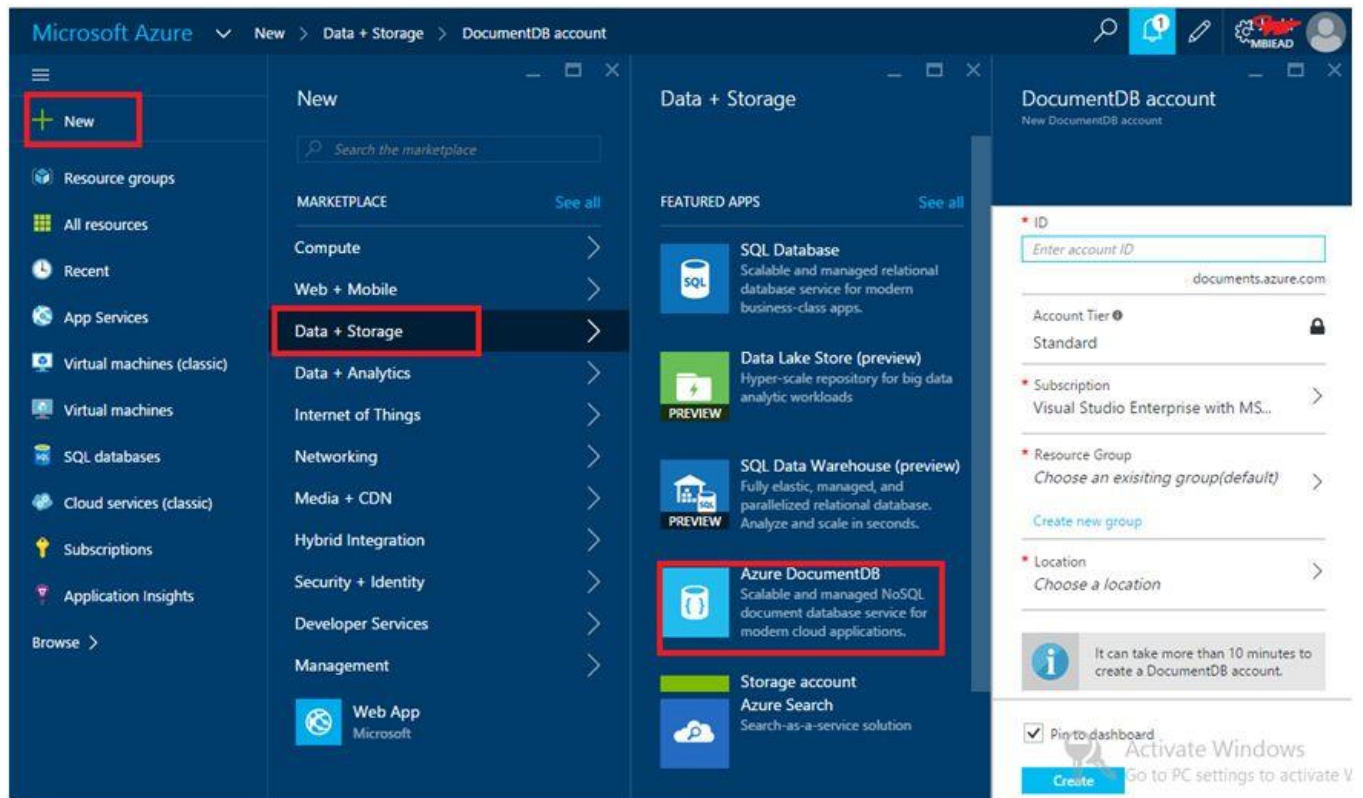 Microsoft Azure New > Data + Storage > DocumentDB account
1
MBIEAD
New
Resource groups
All resources
Recent
App Services
Virtual machines (classic)
Virtual machines
SQL databases
Cloud services (classic)
Subscriptions
Application Insights
Browse >
New
Search the marketplace
MARKETPLACE See all
Compute
Web + Mobile
Data + Storage
Data + Analytics
Internet of Things
Networking
Media + CDN
Hybrid Integration
Security + Identity
Developer Services
Management
Web App
Microsoft
Data + Storage
FEATURED APPS See all
SQL
SQL Database
Scalable and managed relational
database service for modern
business-class apps.
PREVIEW
Data Lake Store (preview)
Hyper-scale repository for big data
analytic workloads
SQL
PREVIEW
SQL Data Warehouse (preview)
Fully elastic, managed, and
parallelized relational database.
Analyze and scale in seconds.
Azure DocumentDB
Scalable and managed NoSQL
document database service for
modern cloud applications.
Storage account
Azure Search
Search-as-a-service solution
DocumentDB account
New DocumentDB account
* ID
Enter account ID
documents.azure.com
Account Tier
Standard
* Subscription
Visual Studio Enterprise with MS...
* Resource Group
Choose an exisiting group(default)
Create new group
* Location
Choose a location
It can take more than 10 minutes to
create a DocumentDB account.
Pin to dashboard
Create
Activate Windows
Go to PC settings to activate